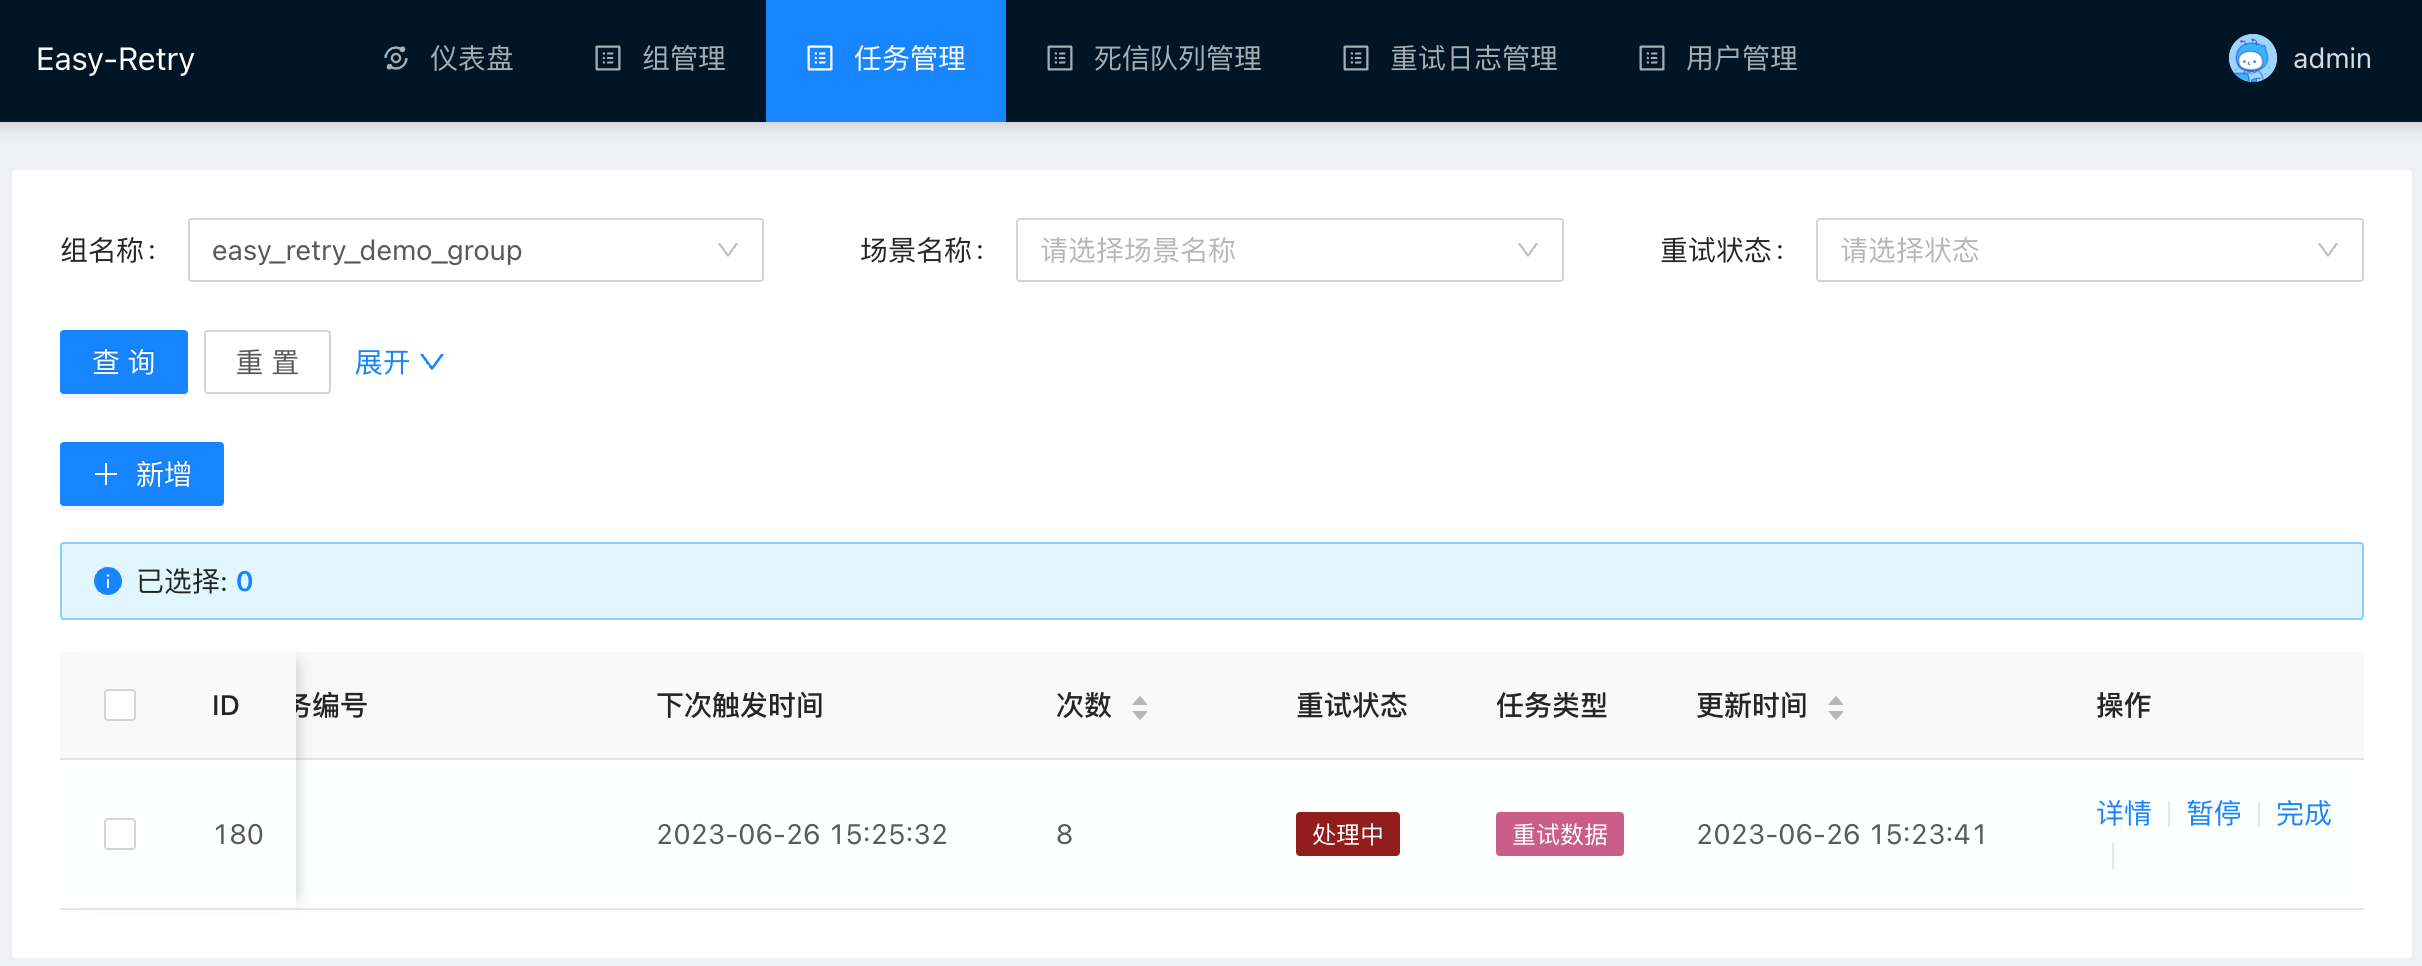 Easy-Retry 仪表盘 组管理 任务管理 死信队列管理 重试日志管理 用户管理 admin
组名称： easy_retry_demo_group 场景名称： 请选择场景名称 重试状态： 请选择状态
查 询 重 置 展开
新增
已选择: 0
ID 务编号 下次触发时间 次数 重试状态 任务类型 更新时间 操作
180 2023-06-26 15:25:32 8 处理中 重试数据 2023-06-26 15:23:41 详情 暂停 完成